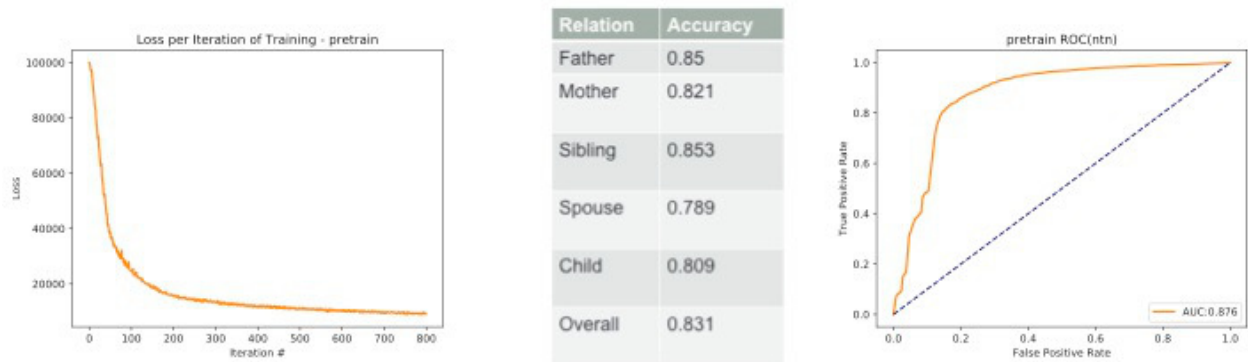 Loss per Iteration of Training - pretrain
100000
80000
60000
40000
20000
Loss
0 100 200 300 400 500 600 700 800
Iteration #
Relation Accuracy
Father 0.85
Mother 0.821
Sibling 0.853
Spouse 0.789
Child 0.809
Overall 0.831
pretrain ROC(ntn)
1.0
0.8
0.6
0.4
0.2
0.0
True Positive Rate
AUC:0.876
0.0 0.2 0.4 0.6 0.8 1.0
False Positive Rate